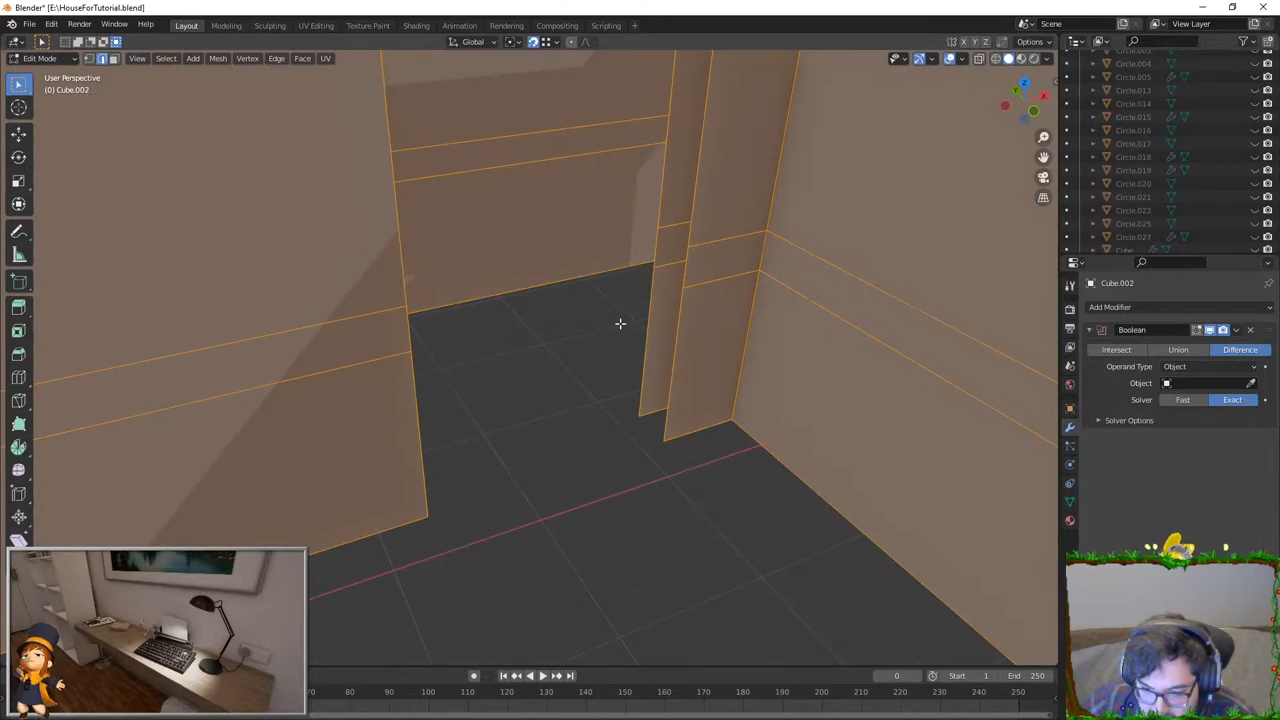 Blender* [E:\HouseForTutorial.blend]
File Edit Render Window Help Layout Modeling Sculpting UV Editing Texture Paint Shading Animation Rendering Compositing Scripting + Scene View Layer
Global Options
Edit Mode View Select Add Mesh Vertex Edge Face UV X Y Z
User Perspective
(0) Cube.002
Z
Y
X
Circle.004
Circle.005
Circle.013
Circle.014
Circle.015
Circle.016
Circle.017
Circle.018
Circle.019
Circle.020
Circle.021
Circle.022
Circle.025
Circle.027
Cube
Cube.002
Add Modifier
Boolean
Intersect Union Difference
Operand Type Object
Object
Solver Fast Exact
Solver Options
0 Start 1 End 250
70 80 90 100 110 120 130 140 150 160 170 180 190 200 210 220 230 240 250